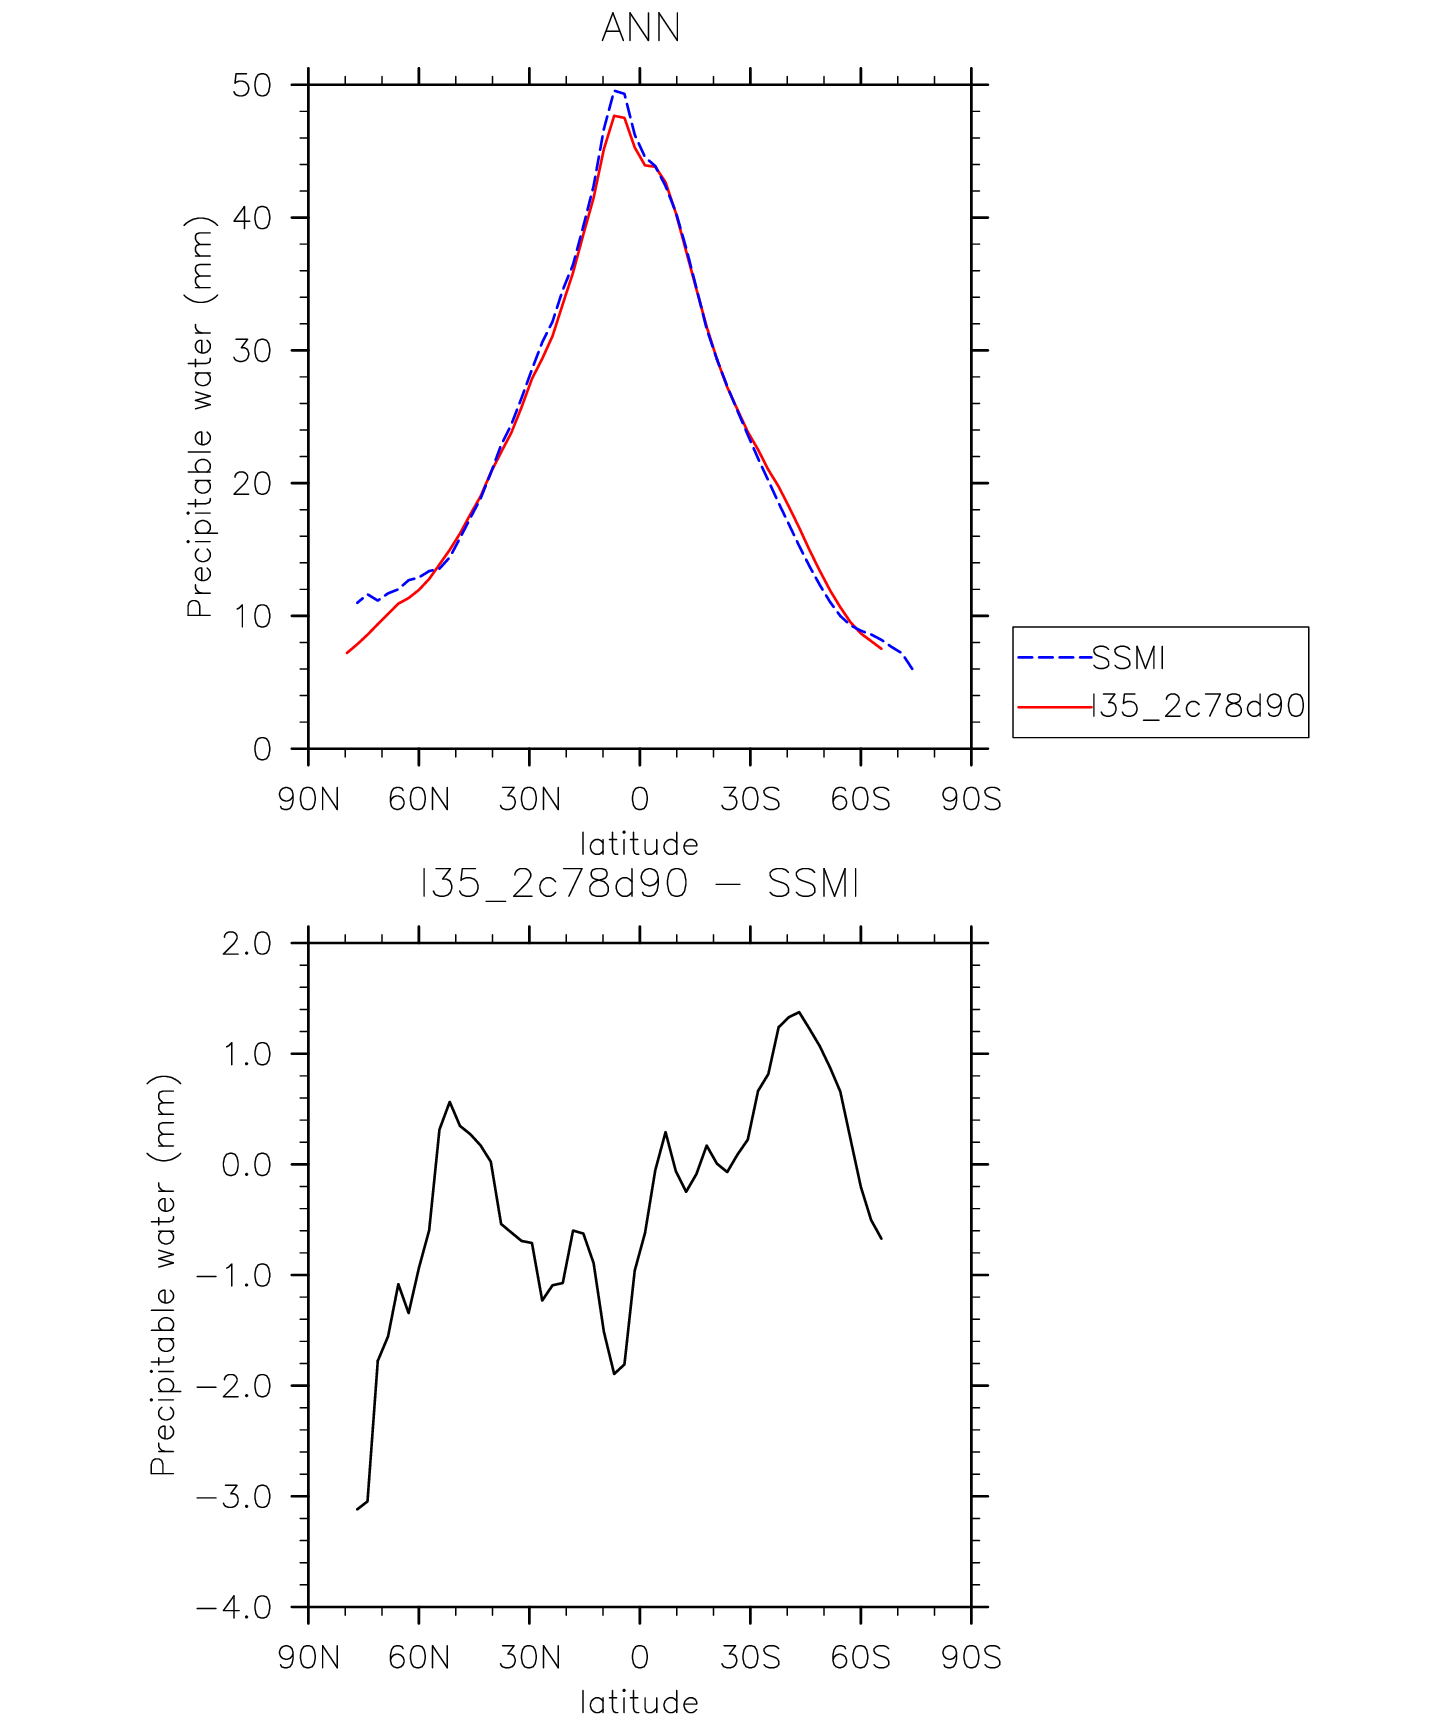 ANN
50
40
30
20
10
0
Precipitable water (mm)
90N 60N 30N 0 30S 60S 90S
latitude
SSMI
I35_2c78d90
I35_2c78d90 − SSMI
2.0
1.0
0.0
−1.0
−2.0
−3.0
−4.0
Precipitable water (mm)
90N 60N 30N 0 30S 60S 90S
latitude